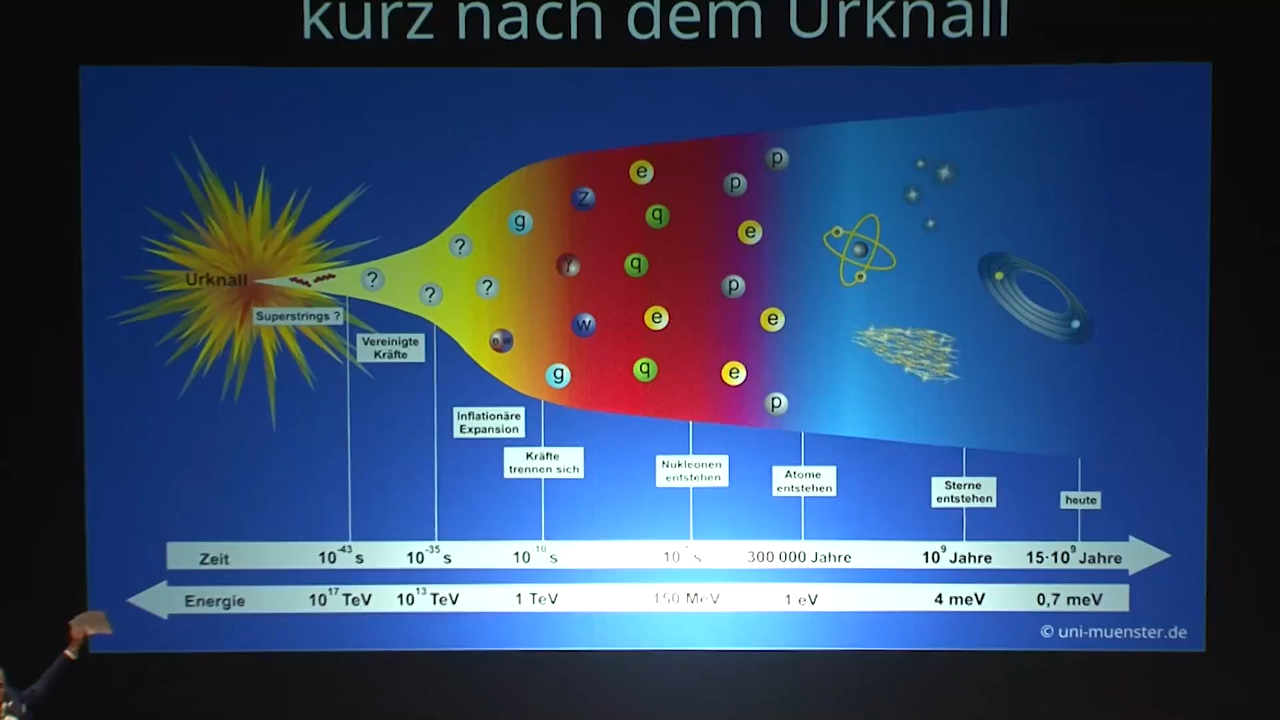 kurz nach dem Urknall
e
p
Z
p
g
q
e
?
Y
q
Urknall
?
?
?
p
w
e
e
e w
g
q
e
p
Superstrings ?
Vereinigte
Kräfte
Inflationäre
Expansion
Kräfte
trennen sich
Nukleonen
entstehen
Atome
entstehen
Sterne
entstehen
heute
Zeit 10⁻⁴³ s 10⁻³⁵ s 10⁻¹⁰ s 300 000 Jahre 10⁹ Jahre 15·10⁹ Jahre
Energie 10¹⁷ TeV 10¹³ TeV 1 TeV 150 MeV 1 eV 4 meV 0,7 meV
© uni-muenster.de